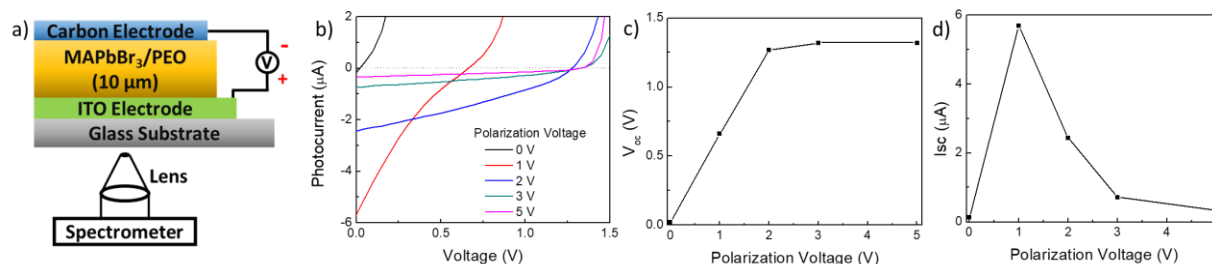 a)
Carbon Electrode
MAPbBr₃/PEO
(10 μm)
ITO Electrode
Glass Substrate
-
V
+
Lens
Spectrometer
b)
2
0
-2
-4
-6
Photocurrent (μA)
Polarization Voltage
0 V
1 V
2 V
3 V
5 V
0.0 0.5 1.0 1.5
Voltage (V)
c)
1.5
1.0
0.5
0.0
Voc (V)
0 1 2 3 4 5
Polarization Voltage (V)
d)
6
4
2
0
Isc (μA)
0 1 2 3 4
Polarization Voltage (V)